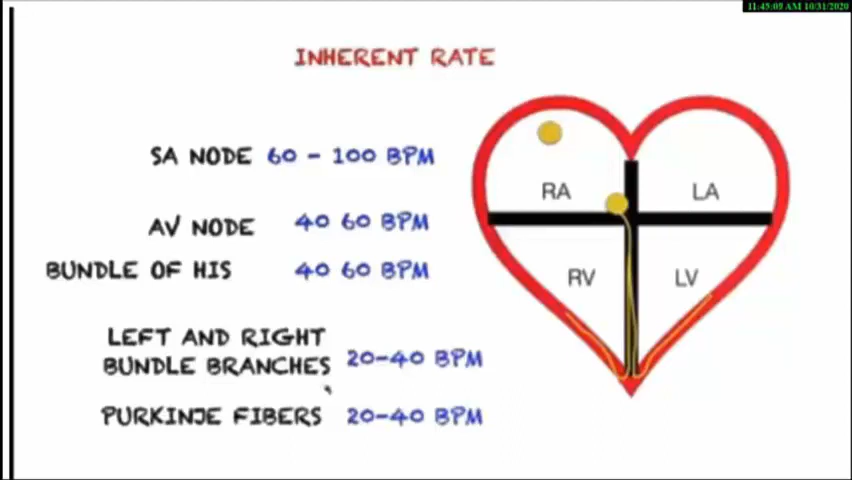 11:45:05 AM 10/31/2020
INHERENT RATE
SA NODE 60 - 100 BPM
AV NODE 40 60 BPM
BUNDLE OF HIS 40 60 BPM
LEFT AND RIGHT
BUNDLE BRANCHES 20-40 BPM
PURKINJE FIBERS 20-40 BPM
RA
LA
RV
LV